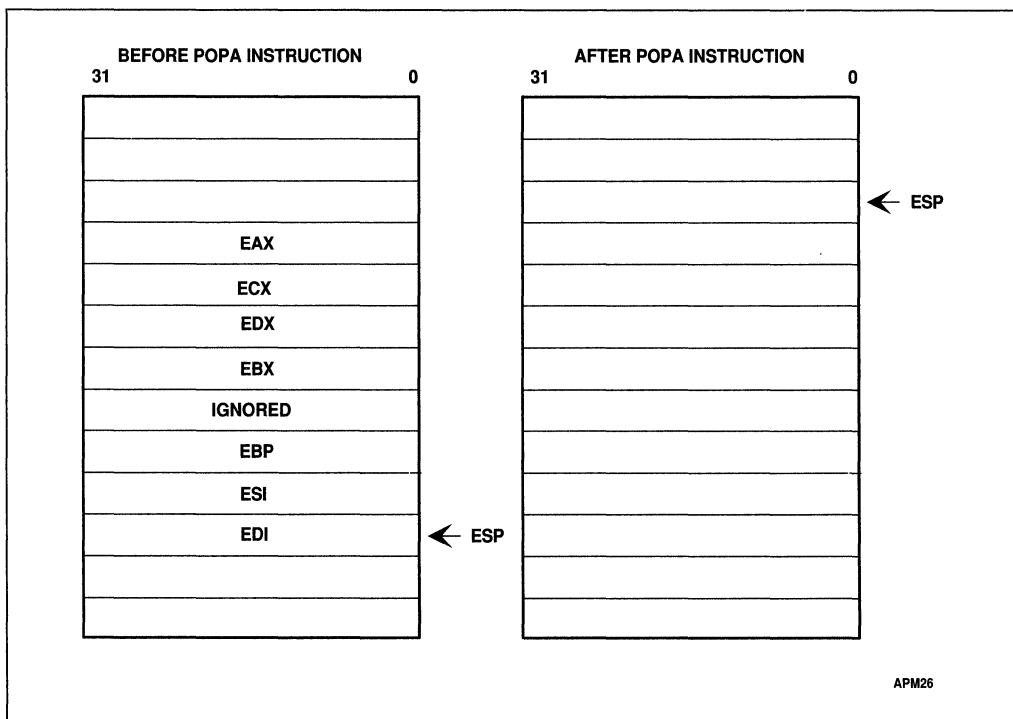 BEFORE POPA INSTRUCTION
31 0
EAX
ECX
EDX
EBX
IGNORED
EBP
ESI
EDI
ESP
AFTER POPA INSTRUCTION
31 0
ESP
APM26